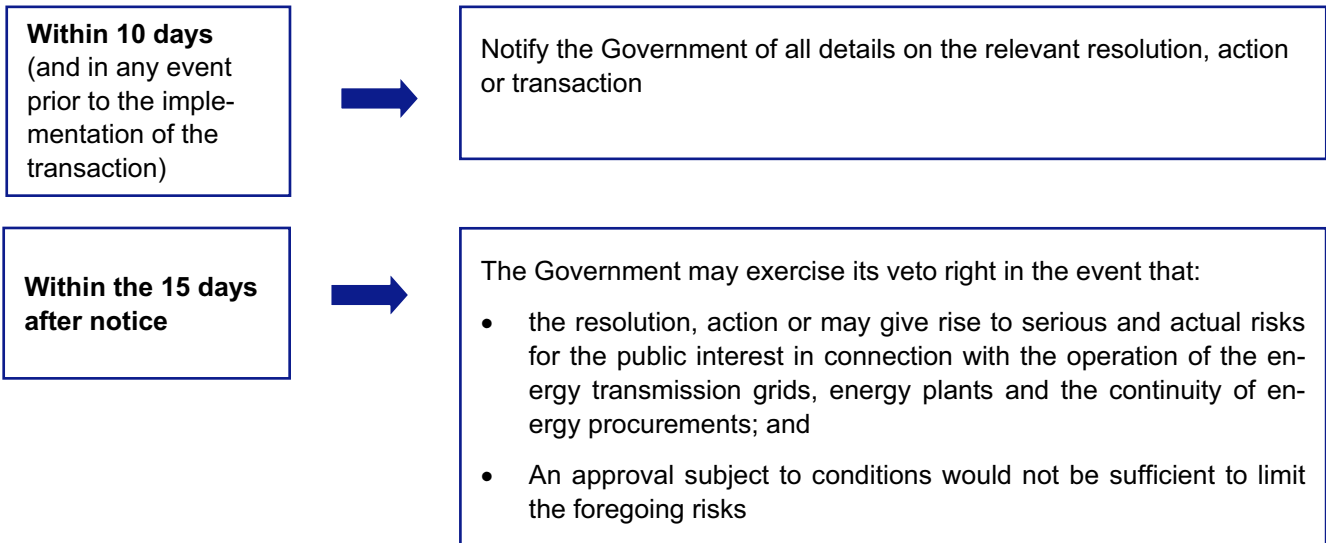 Within 10 days
(and in any event
prior to the imple-
mentation of the
transaction)
Notify the Government of all details on the relevant resolution, action
or transaction
Within the 15 days
after notice
The Government may exercise its veto right in the event that:
• the resolution, action or may give rise to serious and actual risks
for the public interest in connection with the operation of the en-
ergy transmission grids, energy plants and the continuity of en-
ergy procurements; and
• An approval subject to conditions would not be sufficient to limit
the foregoing risks